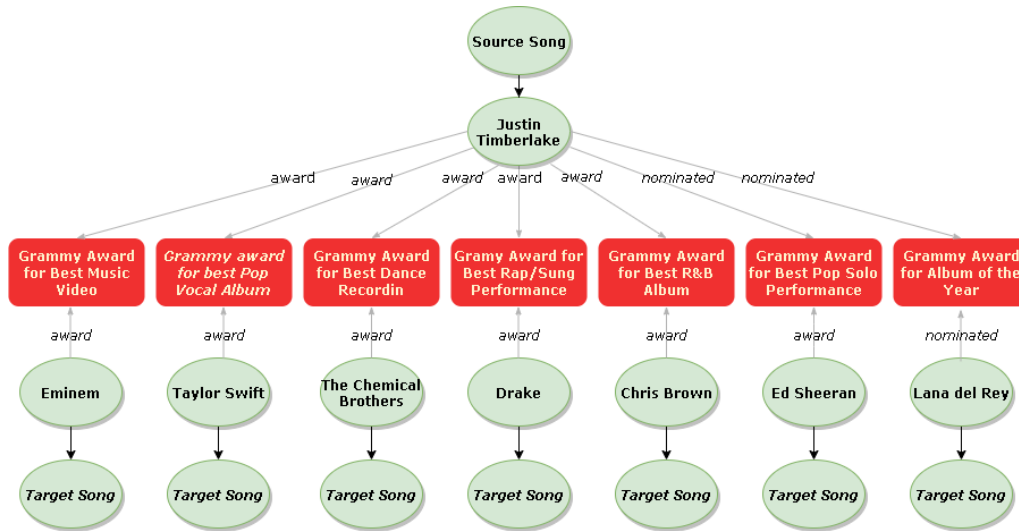 Source Song
Justin
Timberlake
award
award
award
award
award
nominated
nominated
Grammy Award
for Best Music
Video
Grammy award
for best Pop
Vocal Album
Grammy Award
for Best Dance
Recordin
Gramy Award for
Best Rap/Sung
Performance
Grammy Award
for Best R&B
Album
Grammy Award
for Best Pop Solo
Performance
Grammy Award
for Album of the
Year
award
award
award
award
award
award
nominated
Eminem
Taylor Swift
The Chemical
Brothers
Drake
Chris Brown
Ed Sheeran
Lana del Rey
Target Song
Target Song
Target Song
Target Song
Target Song
Target Song
Target Song